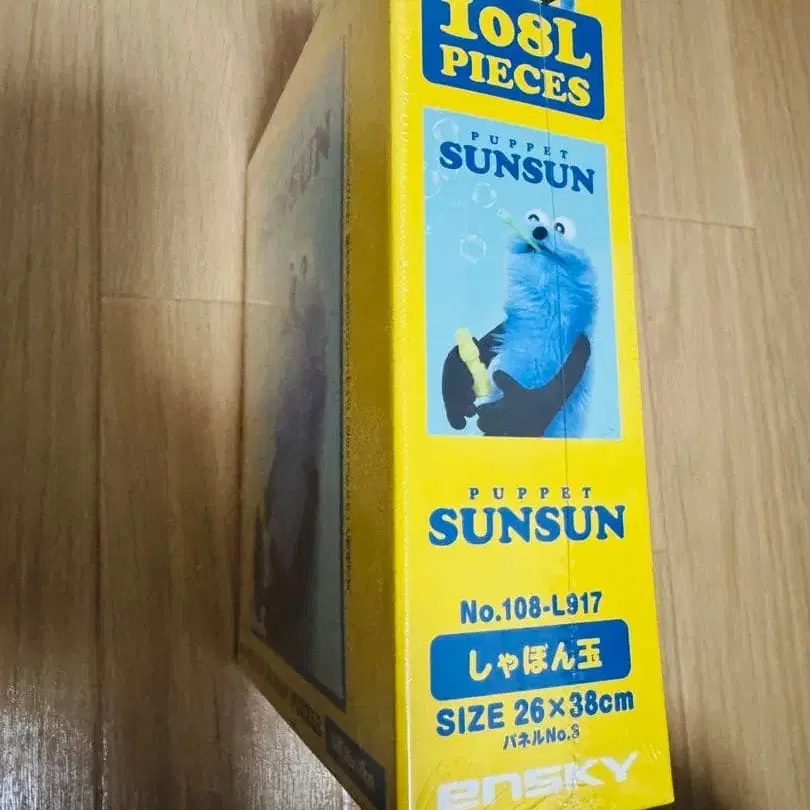 108L
PIECES
PUPPET
SUNSUN
PUPPET
SUNSUN
No.108-L917
しゃぼん玉
SIZE 26×38cm
パネルNo.3
ensky
SUNSUN